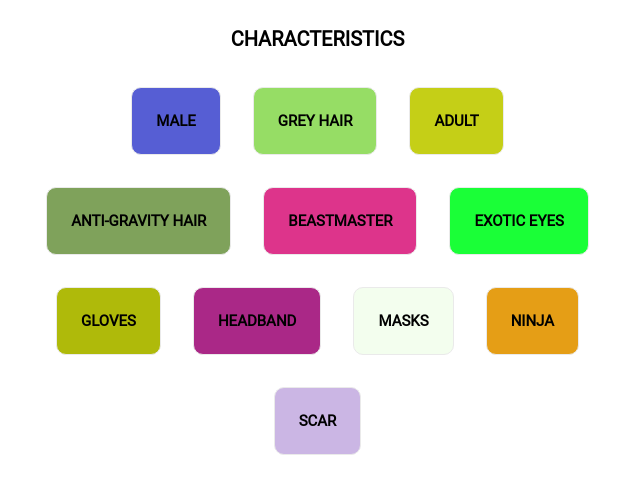 CHARACTERISTICS
MALE GREY HAIR ADULT
ANTI-GRAVITY HAIR BEASTMASTER EXOTIC EYES
GLOVES HEADBAND MASKS NINJA
SCAR